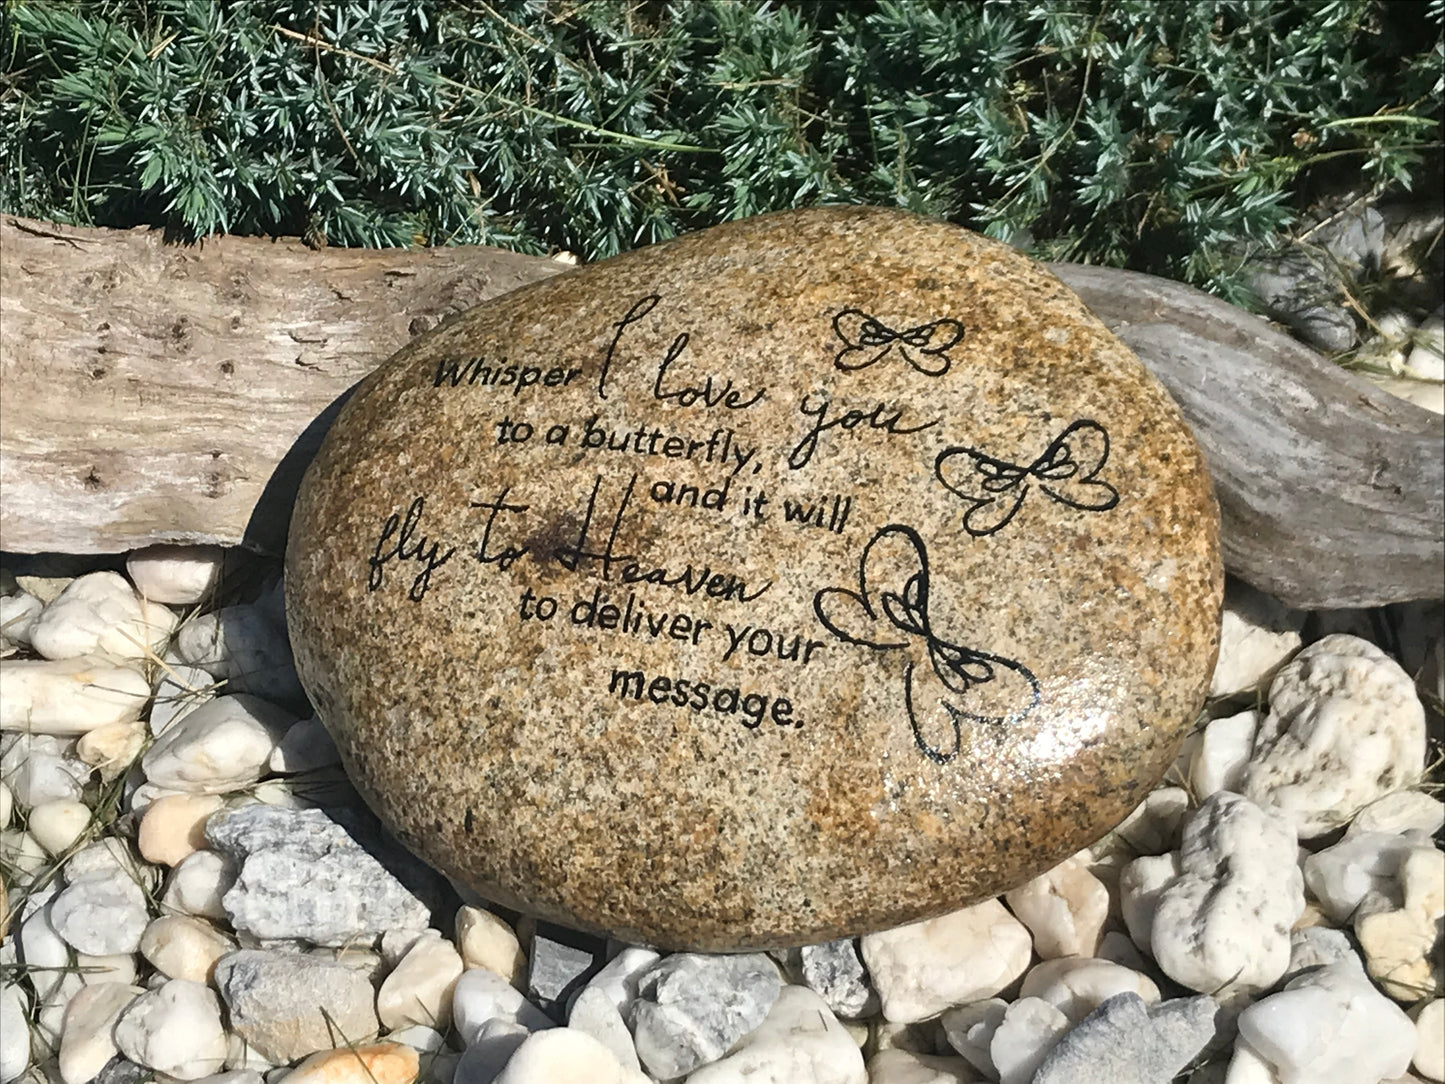 Whisper I love you
to a butterfly,
and it will
fly to Heaven
to deliver your
message.